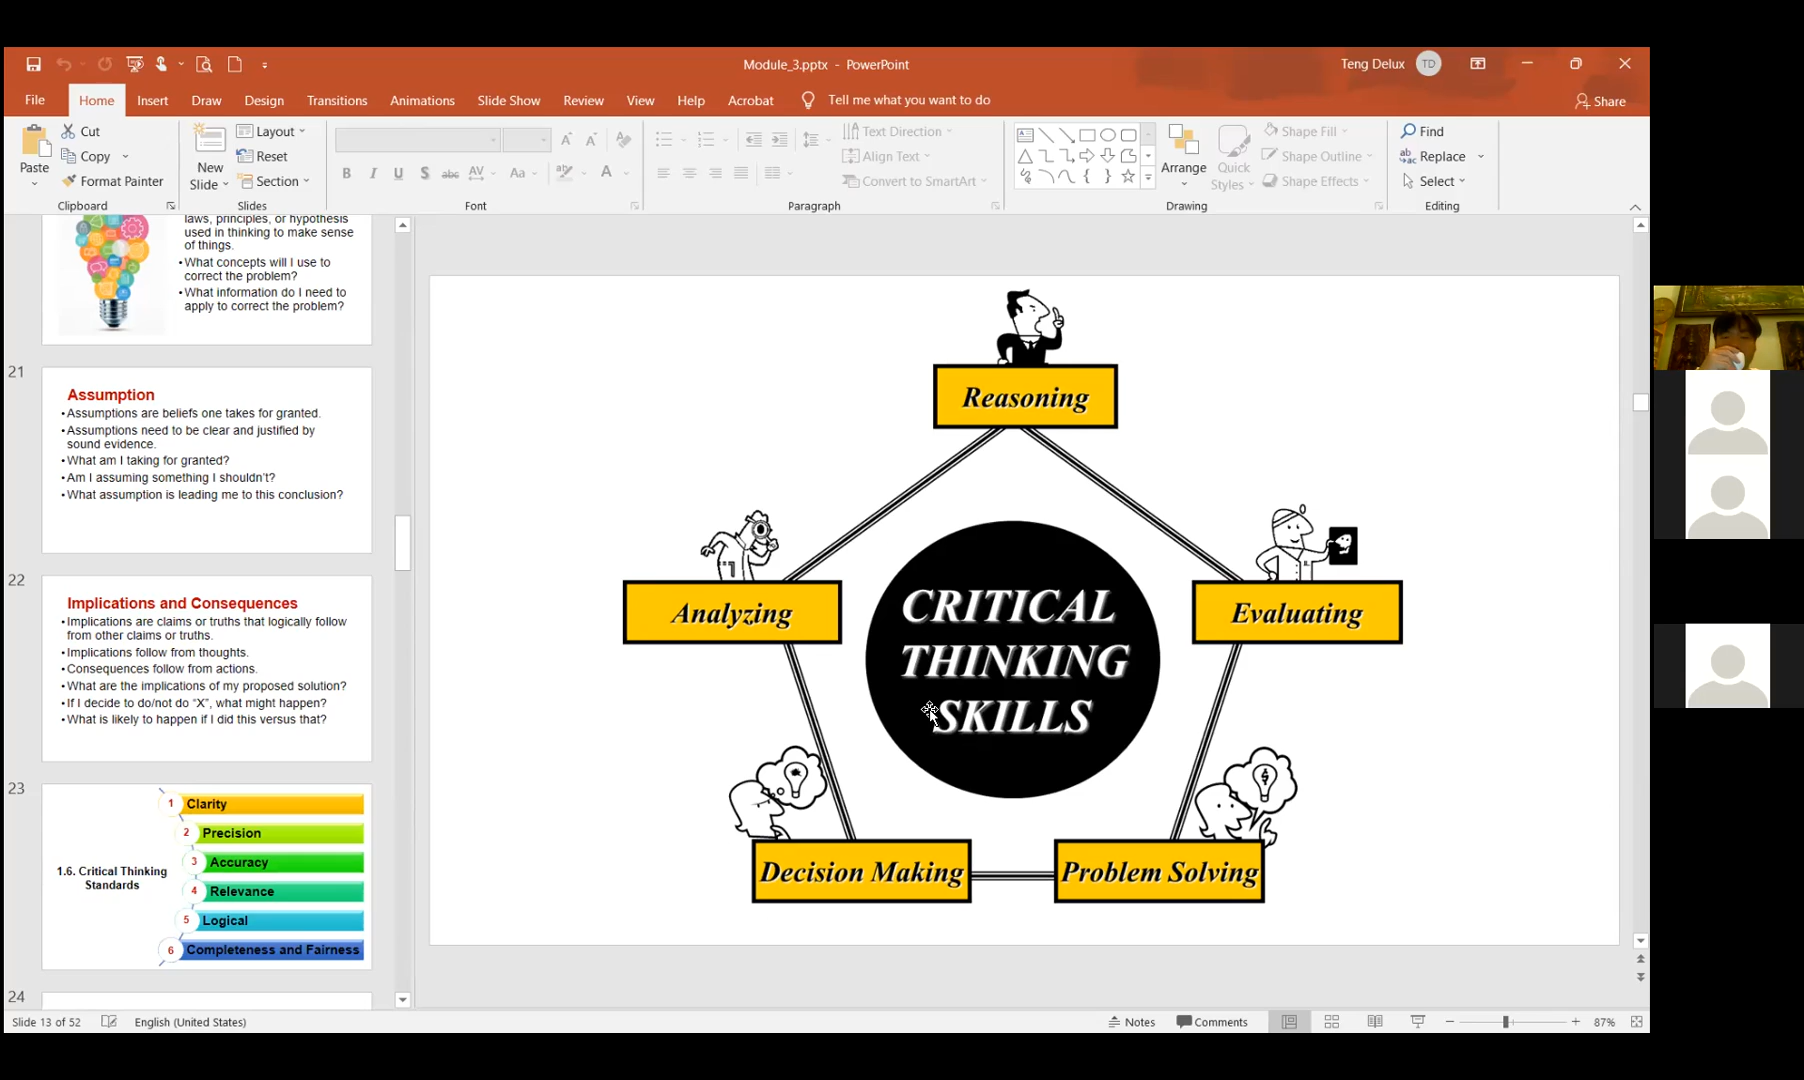 Module_3.pptx - PowerPoint
Teng Delux TD
File Home Insert Draw Design Transitions Animations Slide Show Review View Help Acrobat Tell me what you want to do Share
Paste
Cut
Copy
Format Painter
Clipboard
New
Slide
Layout
Reset
Section
Slides
Font
Text Direction
Align Text
Convert to SmartArt
Paragraph
Arrange
Quick
Styles
Shape Fill
Shape Outline
Shape Effects
Drawing
Find
Replace
Select
Editing
laws, principles, or hypothesis
used in thinking to make sense
of things.
•What concepts will I use to
correct the problem?
•What information do I need to
apply to correct the problem?
21
Assumption
•Assumptions are beliefs one takes for granted.
•Assumptions need to be clear and justified by
sound evidence.
•What am I taking for granted?
•Am I assuming something I shouldn't?
•What assumption is leading me to this conclusion?
22
Implications and Consequences
•Implications are claims or truths that logically follow
from other claims or truths.
•Implications follow from thoughts.
•Consequences follow from actions.
•What are the implications of my proposed solution?
•If I decide to do/not do “X”, what might happen?
•What is likely to happen if I did this versus that?
23
1.6. Critical Thinking
Standards
1 Clarity
2 Precision
3 Accuracy
4 Relevance
5 Logical
6 Completeness and Fairness
24
Reasoning
Analyzing
Evaluating
CRITICAL
THINKING
SKILLS
Decision Making
Problem Solving
Slide 13 of 52 English (United States) Notes Comments 87%